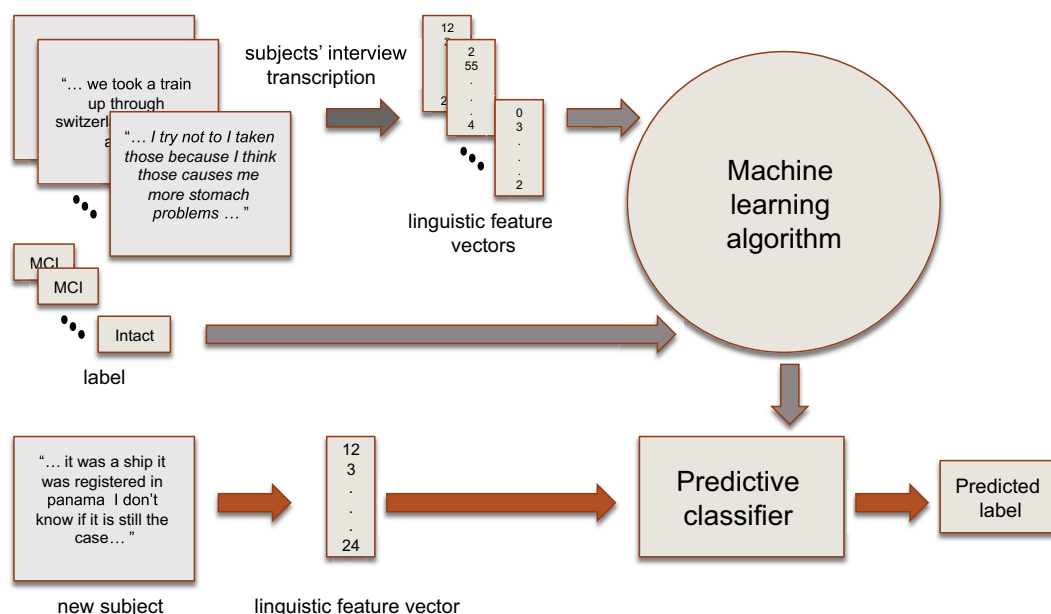 subjects' interview
transcription
"… we took a train
up through
switzerla
a
"… I try not to I taken
those because I think
those causes me
more stomach
problems … "
12
2
2
55
.
.
.
4
0
3
.
.
.
2
linguistic feature
vectors
Machine
learning
algorithm
MCI
MCI
Intact
label
"… it was a ship it
was registered in
panama I don't
know if it is still the
case… "
new subject
12
3
.
.
.
24
linguistic feature vector
Predictive
classifier
Predicted
label